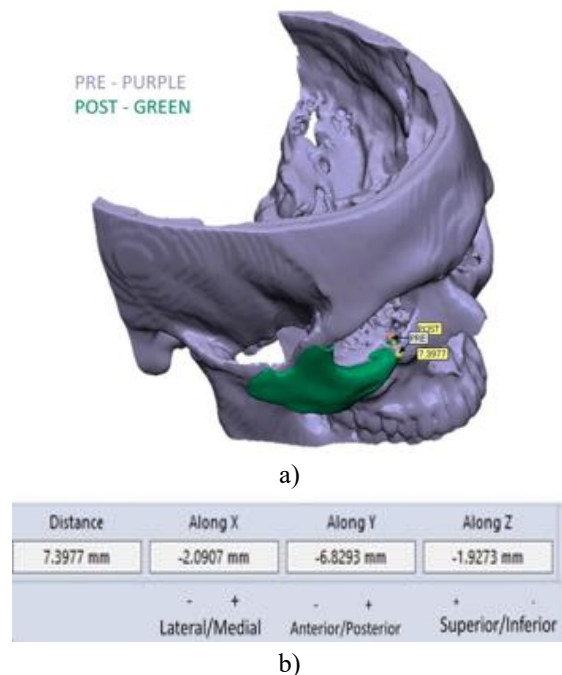 PRE - PURPLE
POST - GREEN
POST
PRE
7.3977
a)
Distance Along X Along Y Along Z
7.3977 mm -2.0907 mm -6.8293 mm -1.9273 mm
- + - + + -
Lateral/Medial Anterior/Posterior Superior/Inferior
b)